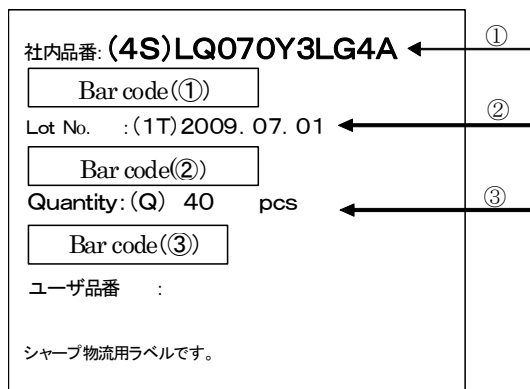 社内品番: (4S)LQ070Y3LG4A ①
Bar code(①)
Lot No. :(1T)2009. 07. 01 ②
Bar code(②)
Quantity:(Q) 40 pcs ③
Bar code(③)
ユーザ品番 :
シャープ物流用ラベルです。